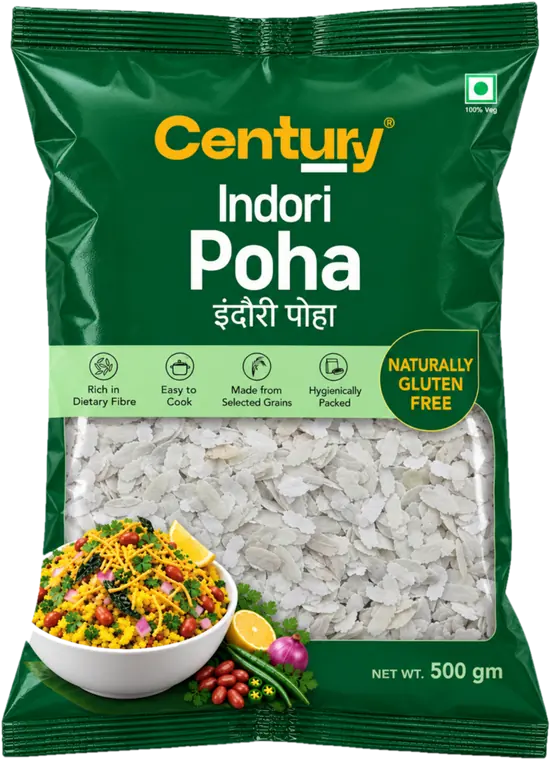 100% Veg
Century®
Indori
Poha
इंदौरी पोहा
Rich in
Dietary Fibre
Easy to
Cook
Made from
Selected Grains
Hygienically
Packed
NATURALLY
GLUTEN
FREE
NET WT. 500 gm